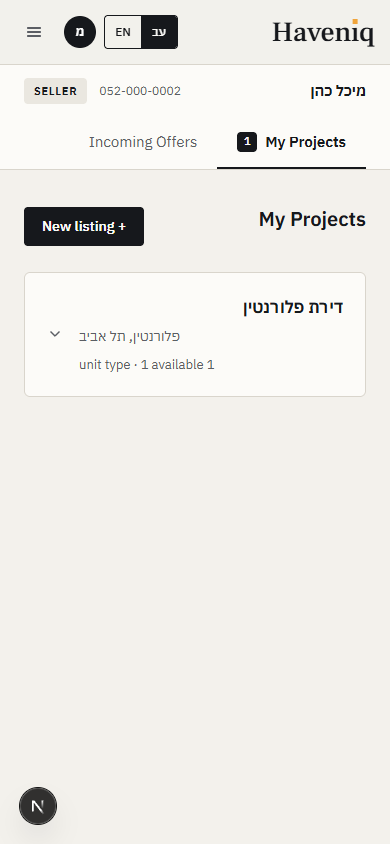 Haveniq
עב EN מ
מיכל כהן 052-000-0002 SELLER
My Projects 1 Incoming Offers
My Projects
New listing +
דירת פלורנטין
פלורנטין, תל אביב
unit type · 1 available 1
N